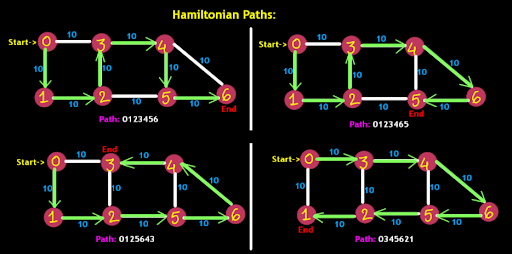 Hamiltonian Paths:
Start-> 0 10 3 10 4
10 10 10 10
1 10 2 10 5 10 6
End
Path: 0123456
Start-> 0 10 3 10 4
10 10 10 10
1 10 2 10 5 10 6
End
Path: 0123465
End
Start-> 0 10 3 10 4
10 10 10 10
1 10 2 10 5 10 6
Path: 0125643
Start-> 0 10 3 10 4
10 10 10 10
1 10 2 10 5 10 6
End
Path: 0345621